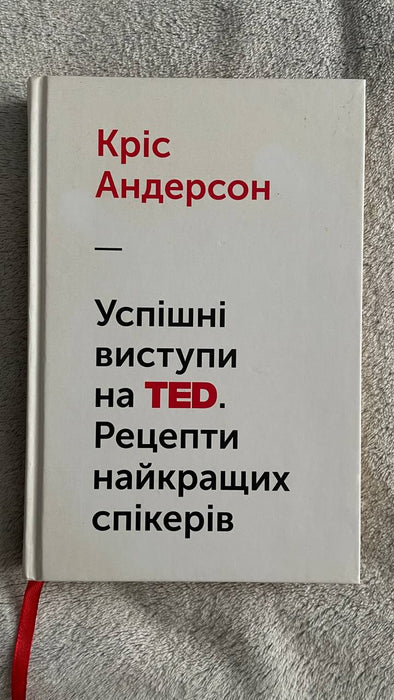 Кріс
Андерсон
—
Успішні
виступи
на TED.
Рецепти
найкращих
спікерів